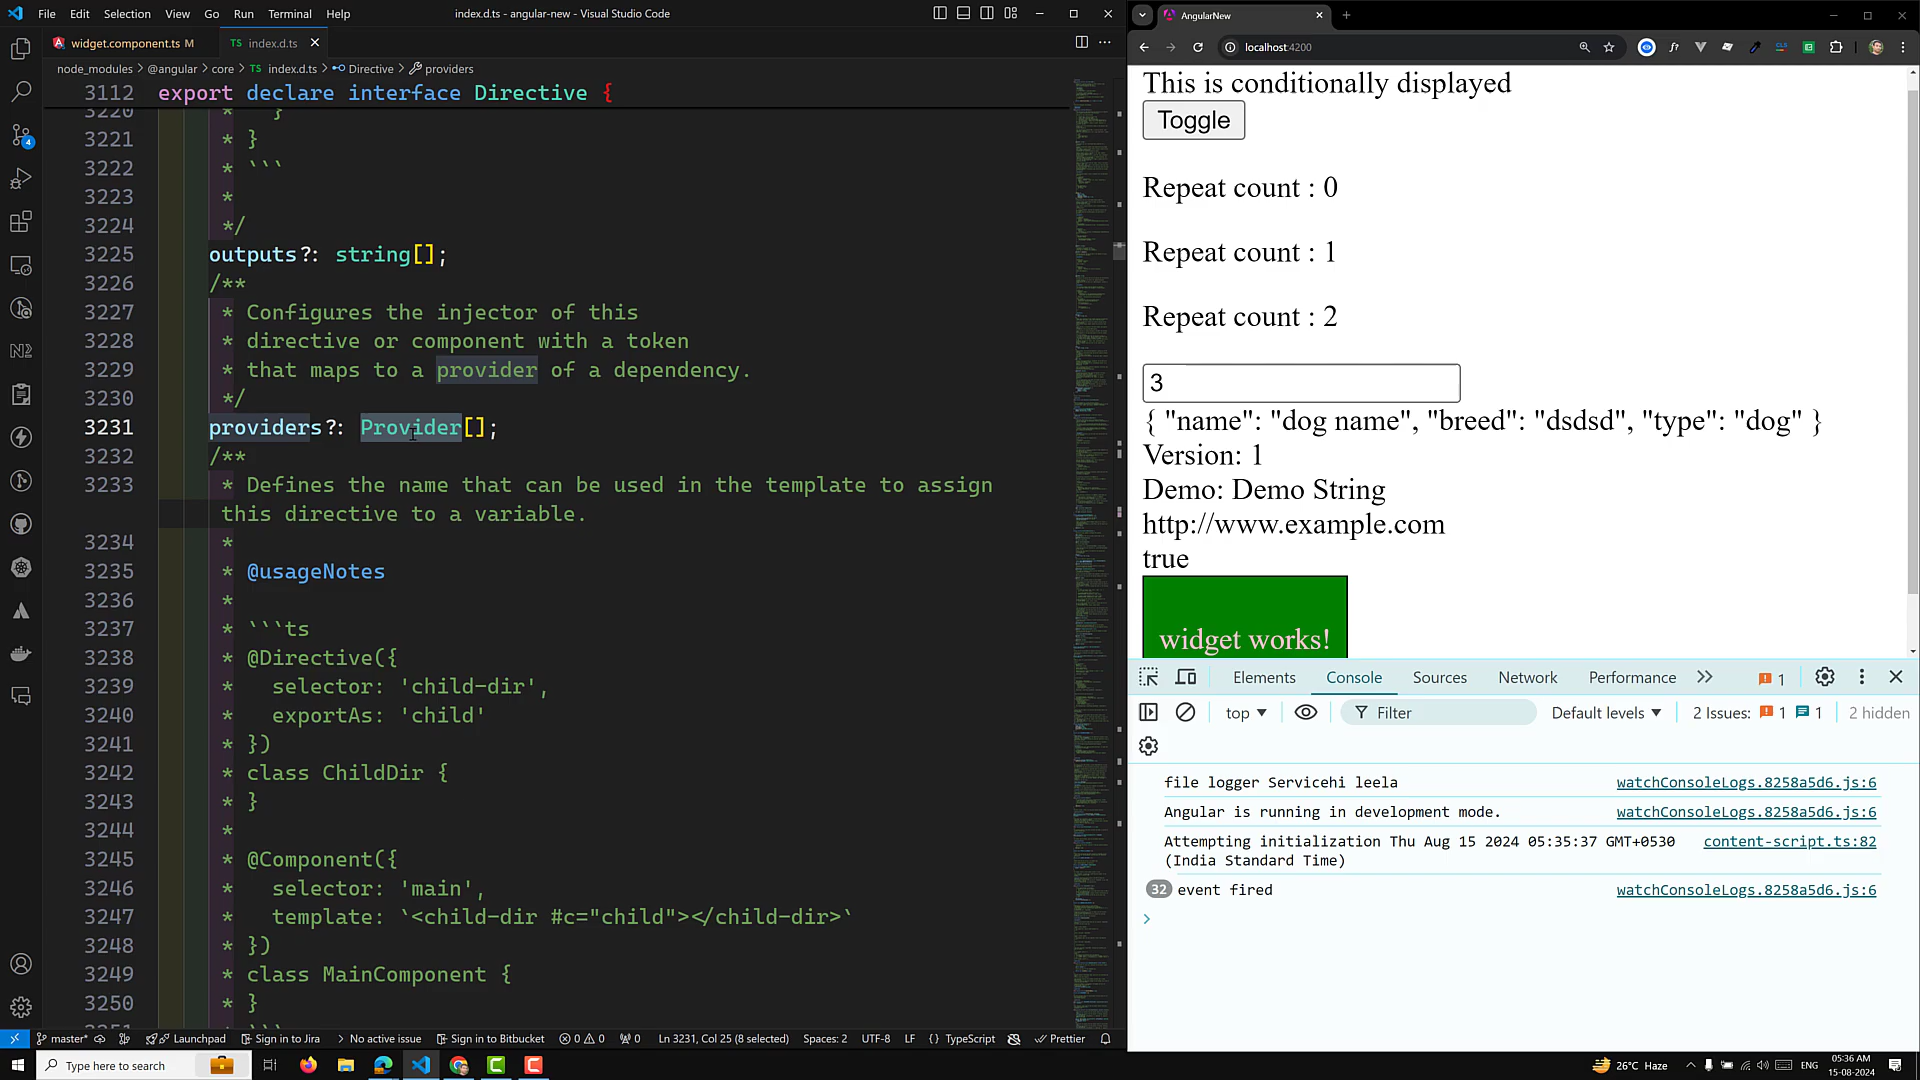 File Edit Selection View Go Run Terminal Help
index.d.ts - angular-new - Visual Studio Code
widget.component.ts M
TS index.d.ts
node_modules > @angular > core > TS index.d.ts > Directive > providers
3112 export declare interface Directive {
3220 * }
3221 * }
3222 * ```
3223 *
3224 */
3225 outputs?: string[];
3226 /**
3227 * Configures the injector of this
3228 * directive or component with a token
3229 * that maps to a provider of a dependency.
3230 */
3231 providers?: Provider[];
3232 /**
3233 * Defines the name that can be used in the template to assign
this directive to a variable.
3234 *
3235 * @usageNotes
3236 *
3237 * ```ts
3238 * @Directive({
3239 * selector: 'child-dir',
3240 * exportAs: 'child'
3241 * })
3242 * class ChildDir {
3243 * }
3244 *
3245 * @Component({
3246 * selector: 'main',
3247 * template: `<child-dir #c="child"></child-dir>`
3248 * })
3249 * class MainComponent {
3250 * }
master* Launchpad Sign in to Jira No active issue Sign in to Bitbucket 0 0 0 Ln 3231, Col 25 (8 selected) Spaces: 2 UTF-8 LF {} TypeScript Prettier
AngularNew
localhost:4200
This is conditionally displayed
Toggle
Repeat count : 0
Repeat count : 1
Repeat count : 2
3
{ "name": "dog name", "breed": "dsdsd", "type": "dog" }
Version: 1
Demo: Demo String
http://www.example.com
true
widget works!
Elements Console Sources Network Performance 1
top Filter Default levels 2 Issues: 1 1 2 hidden
file logger Servicehi leela watchConsoleLogs.8258a5d6.js:6
Angular is running in development mode. watchConsoleLogs.8258a5d6.js:6
Attempting initialization Thu Aug 15 2024 05:35:37 GMT+0530 content-script.ts:82
(India Standard Time)
32 event fired watchConsoleLogs.8258a5d6.js:6
Type here to search
26°C Haze ENG 05:36 AM
15-08-2024